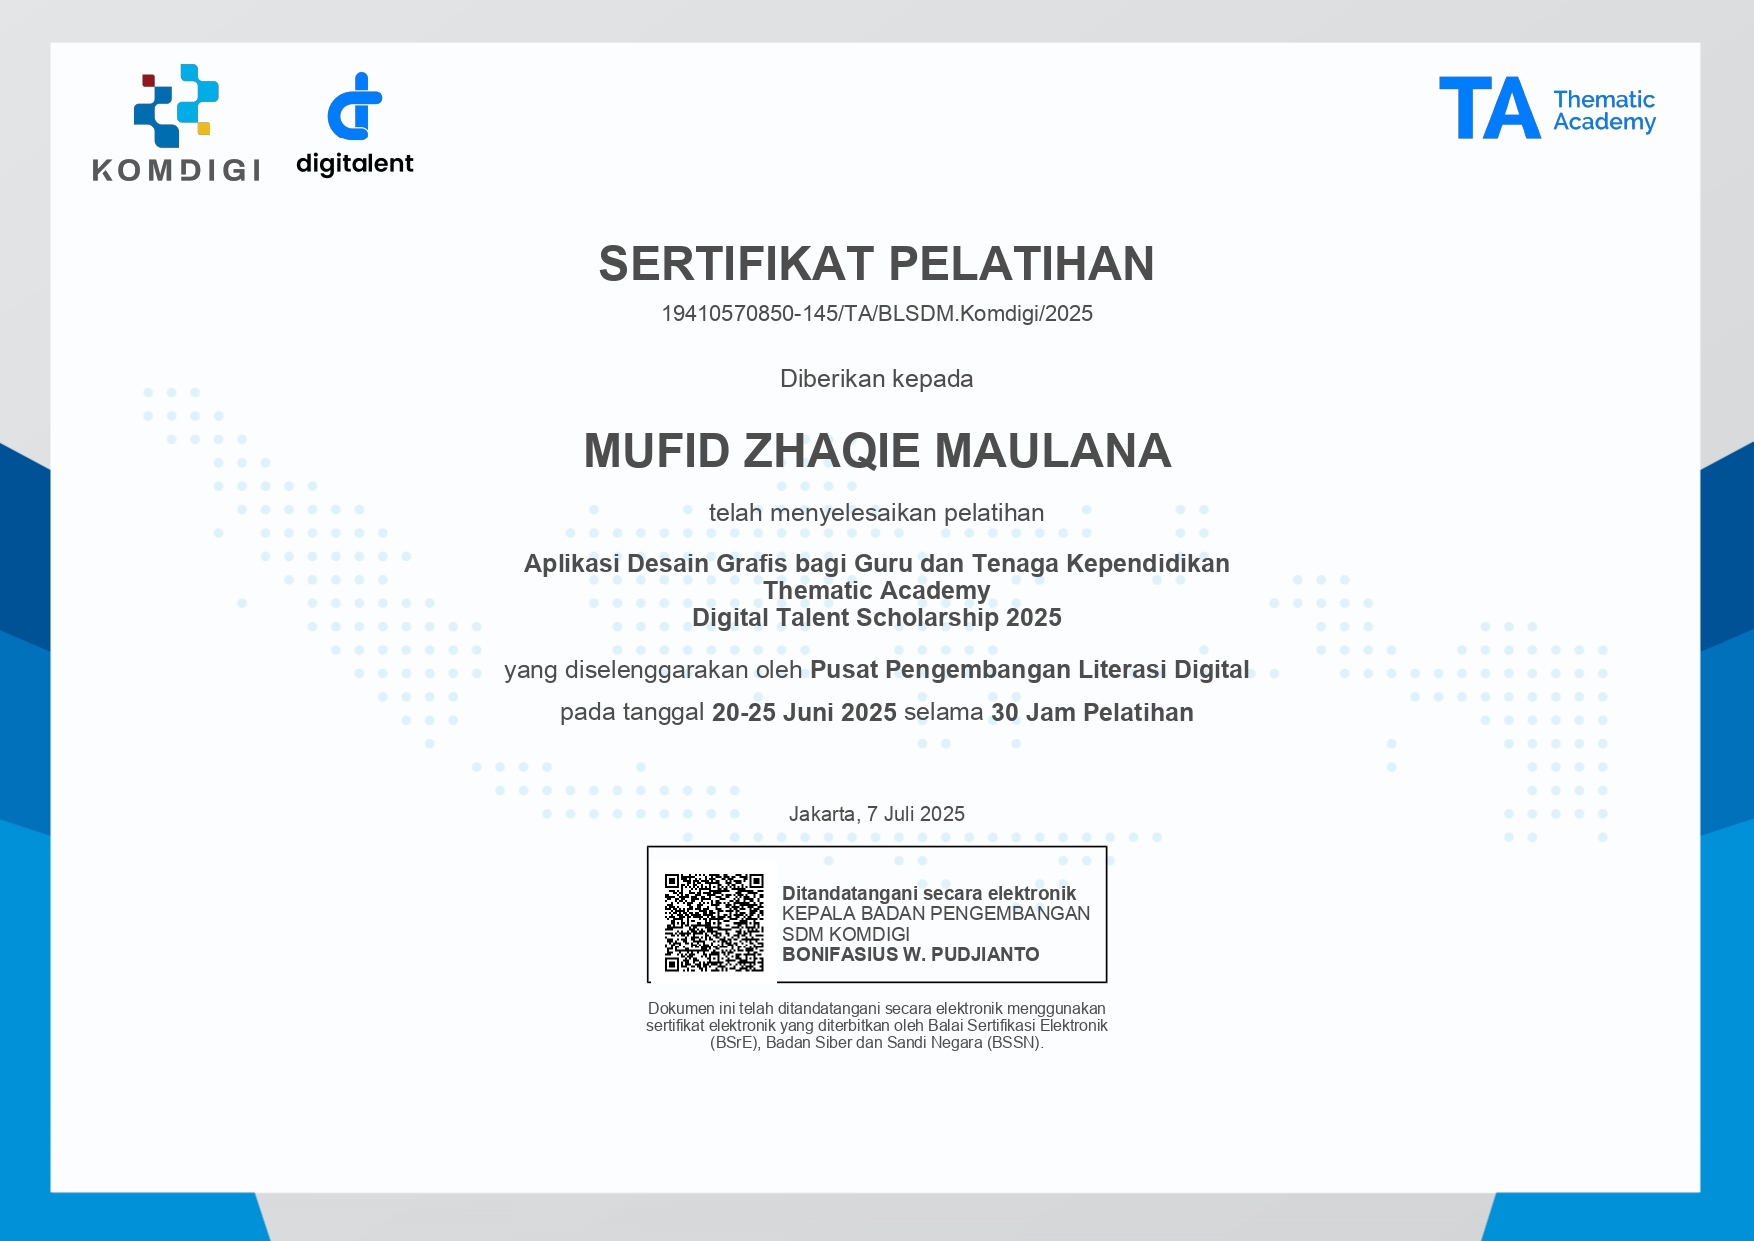 KOMDIGI
digitalent
TA Thematic
Academy
SERTIFIKAT PELATIHAN
19410570850-145/TA/BLSDM.Komdigi/2025
Diberikan kepada
MUFID ZHAQIE MAULANA
telah menyelesaikan pelatihan
Aplikasi Desain Grafis bagi Guru dan Tenaga Kependidikan
Thematic Academy
Digital Talent Scholarship 2025
yang diselenggarakan oleh Pusat Pengembangan Literasi Digital
pada tanggal 20-25 Juni 2025 selama 30 Jam Pelatihan
Jakarta, 7 Juli 2025
Ditandatangani secara elektronik
KEPALA BADAN PENGEMBANGAN
SDM KOMDIGI
BONIFASIUS W. PUDJIANTO
Dokumen ini telah ditandatangani secara elektronik menggunakan
sertifikat elektronik yang diterbitkan oleh Balai Sertifikasi Elektronik
(BSrE), Badan Siber dan Sandi Negara (BSSN).